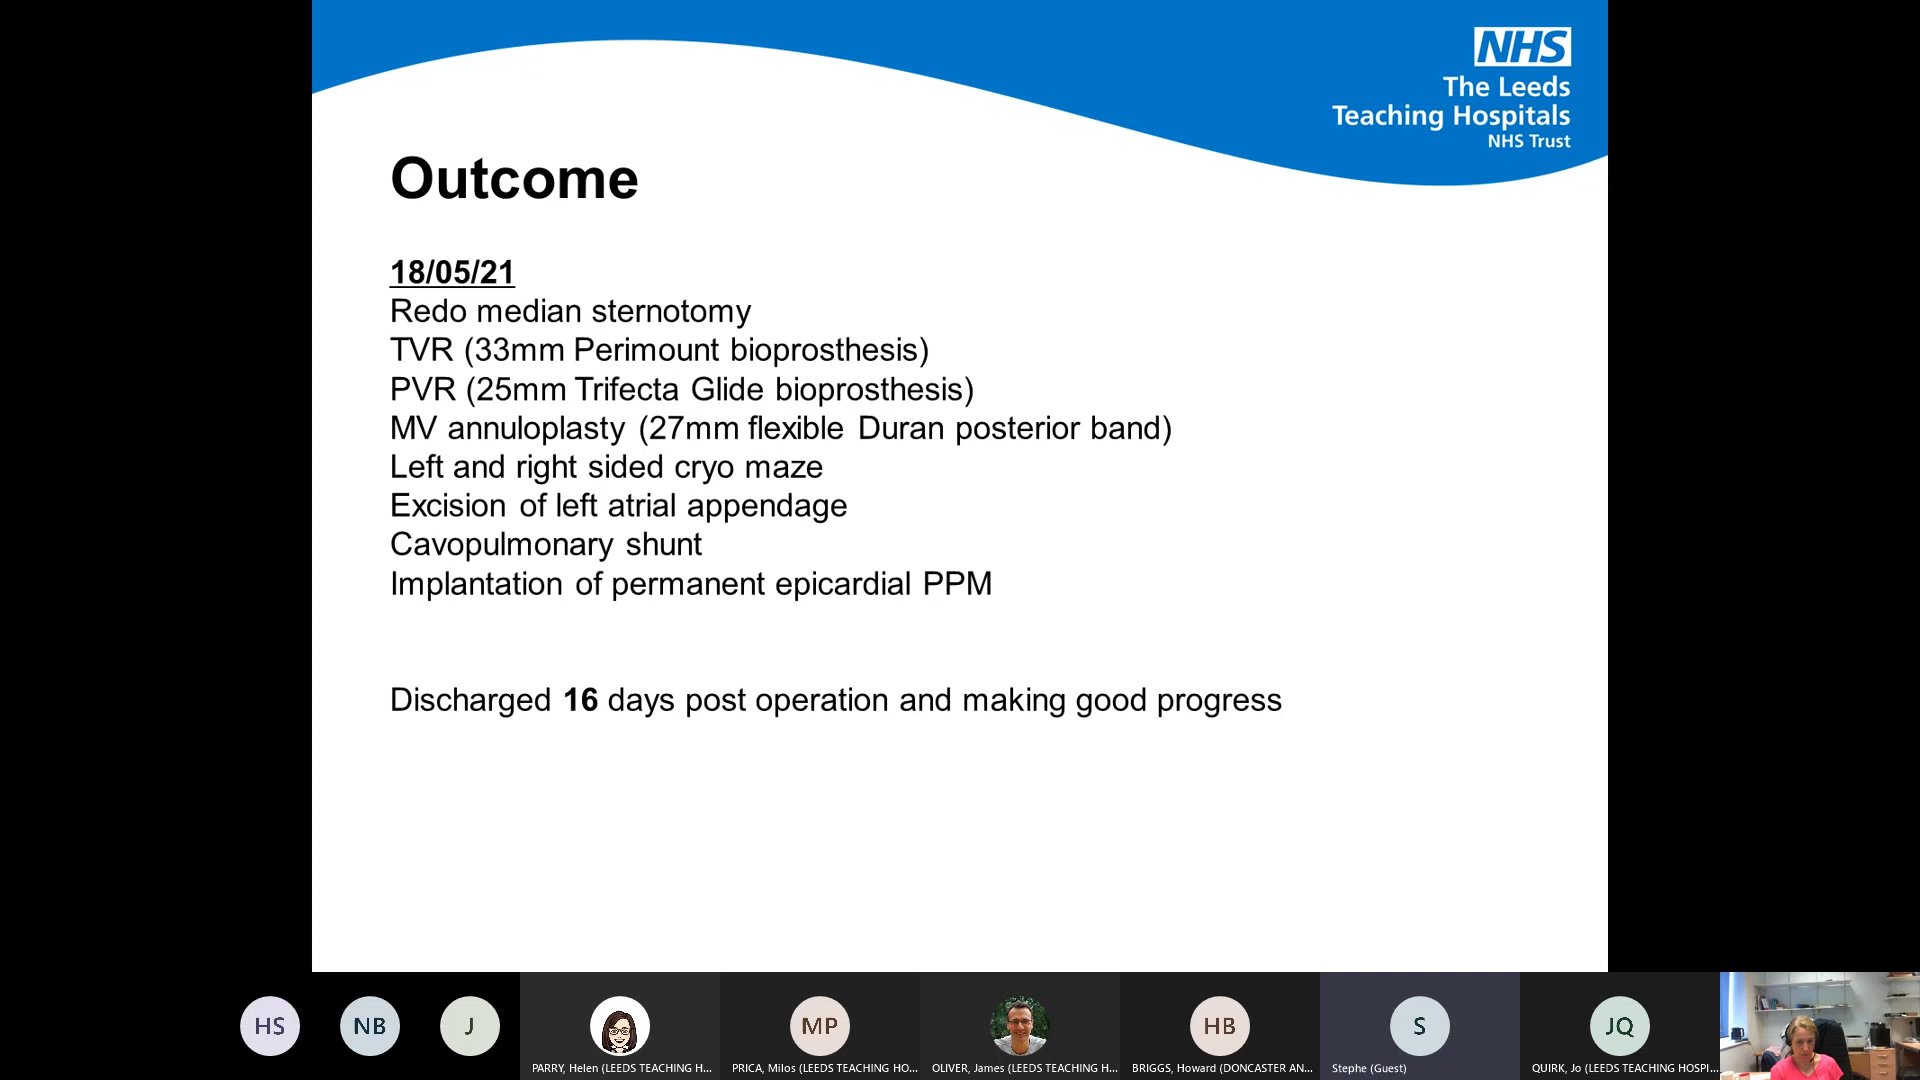 NHS
The Leeds
Teaching Hospitals
NHS Trust
Outcome
18/05/21
Redo median sternotomy
TVR (33mm Perimount bioprosthesis)
PVR (25mm Trifecta Glide bioprosthesis)
MV annuloplasty (27mm flexible Duran posterior band)
Left and right sided cryo maze
Excision of left atrial appendage
Cavopulmonary shunt
Implantation of permanent epicardial PPM
Discharged 16 days post operation and making good progress
HS
NB
J
MP
HB
S
JQ
PARRY, Helen (LEEDS TEACHING H...
PRICA, Milos (LEEDS TEACHING HO...
OLIVER, James (LEEDS TEACHING H...
BRIGGS, Howard (DONCASTER AN...
Stephe (Guest)
QUIRK, Jo (LEEDS TEACHING HOSPI...